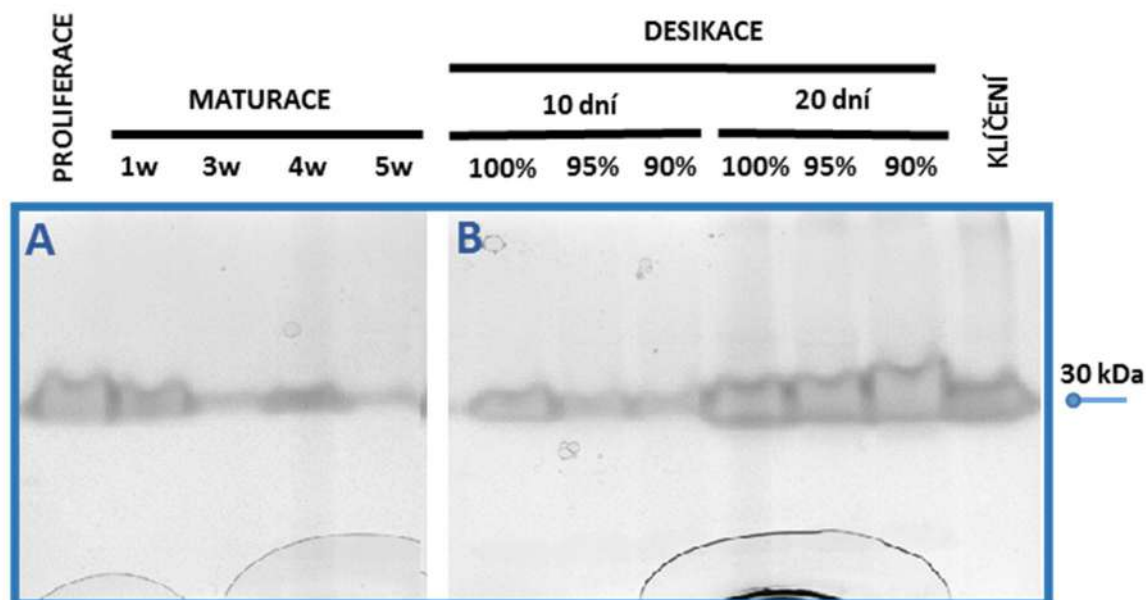 DESIKACE
PROLIFERACE
MATURACE
10 dní
20 dní
KLÍČENÍ
1w 3w 4w 5w 100% 95% 90% 100% 95% 90%
A B
30 kDa